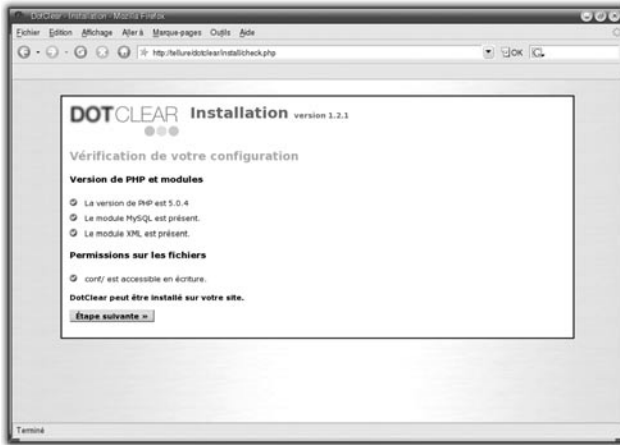 DotClear - Installation - Mozilla Firefox
Fichier Edition Affichage Aller à Marque-pages Outils Aide
http://tellure/dotclear/install/check.php OK
DOTCLEAR Installation version 1.2.1
Vérification de votre configuration
Version de PHP et modules
La version de PHP est 5.0.4
Le module MySQL est présent.
Le module XML est présent.
Permissions sur les fichiers
conf/ est accessible en écriture.
DotClear peut être installé sur votre site.
Étape suivante »
Terminé